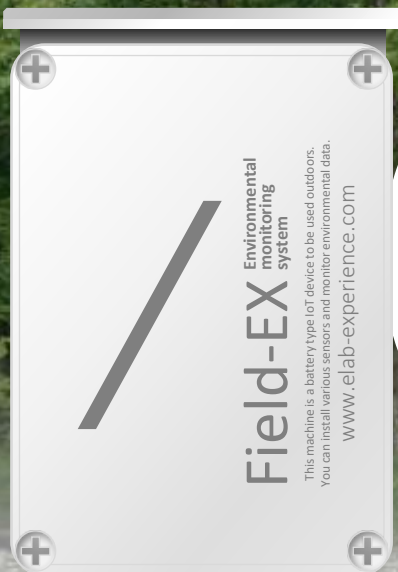 Field-EX Environmental
monitoring
system
This machine is a battery type IoT device to be used outdoors.
You can install various sensors and monitor environmental data.
www.elab-experience.com